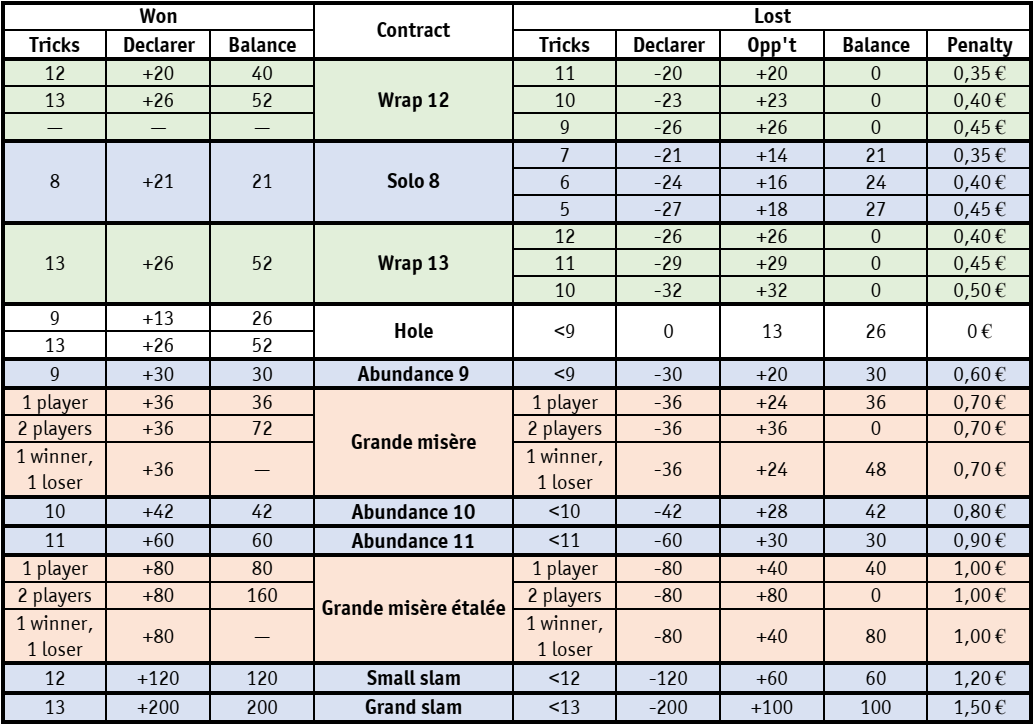 Won Contract Lost
Tricks Declarer Balance Tricks Declarer Opp't Balance Penalty
12 +20 40 Wrap 12 11 -20 +20 0 0,35 €
13 +26 52 10 -23 +23 0 0,40 €
— — — 9 -26 +26 0 0,45 €
8 +21 21 Solo 8 7 -21 +14 21 0,35 €
6 -24 +16 24 0,40 €
5 -27 +18 27 0,45 €
13 +26 52 Wrap 13 12 -26 +26 0 0,40 €
11 -29 +29 0 0,45 €
10 -32 +32 0 0,50 €
9 +13 26 Hole <9 0 13 26 0 €
13 +26 52
9 +30 30 Abundance 9 <9 -30 +20 30 0,60 €
1 player +36 36 Grande misère 1 player -36 +24 36 0,70 €
2 players +36 72 2 players -36 +36 0 0,70 €
1 winner, +36 — 1 winner, -36 +24 48 0,70 €
1 loser 1 loser
10 +42 42 Abundance 10 <10 -42 +28 42 0,80 €
11 +60 60 Abundance 11 <11 -60 +30 30 0,90 €
1 player +80 80 Grande misère étalée 1 player -80 +40 40 1,00 €
2 players +80 160 2 players -80 +80 0 1,00 €
1 winner, +80 — 1 winner, -80 +40 80 1,00 €
1 loser 1 loser
12 +120 120 Small slam <12 -120 +60 60 1,20 €
13 +200 200 Grand slam <13 -200 +100 100 1,50 €